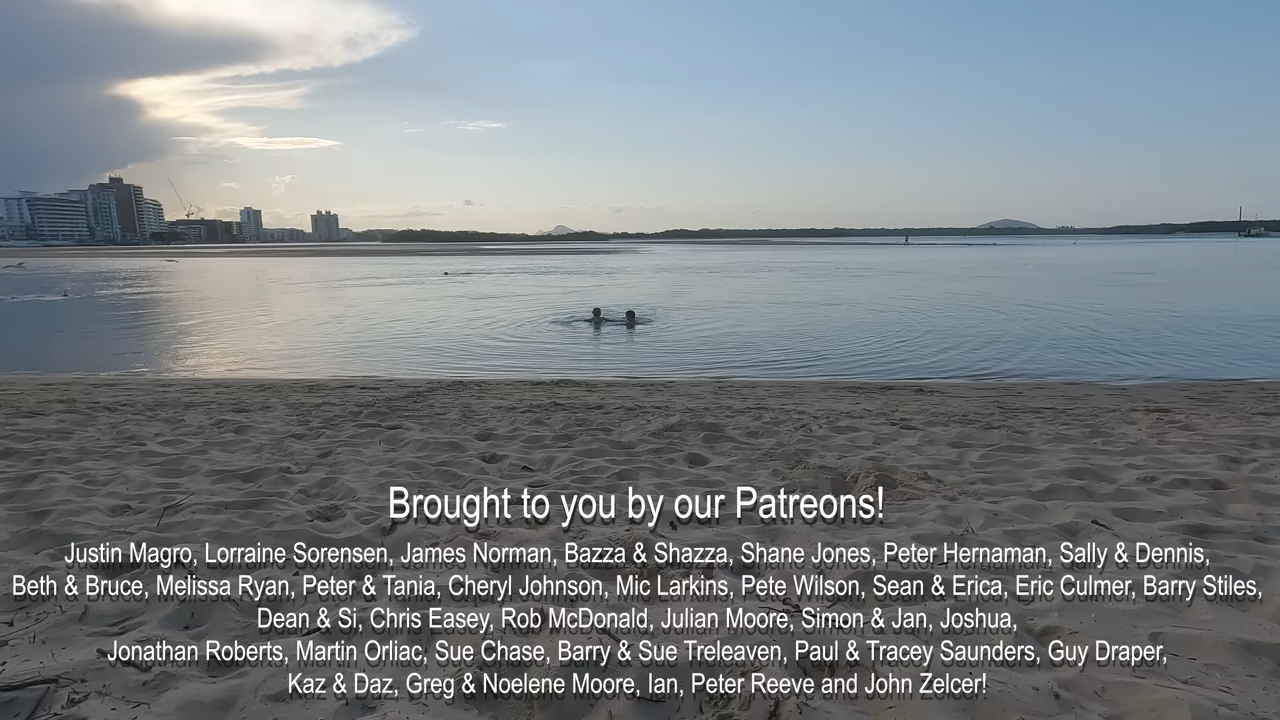 Brought to you by our Patreons!
Justin Magro, Lorraine Sorensen, James Norman, Bazza & Shazza, Shane Jones, Peter Hernaman, Sally & Dennis,
Beth & Bruce, Melissa Ryan, Peter & Tania, Cheryl Johnson, Mic Larkins, Pete Wilson, Sean & Erica, Eric Culmer, Barry Stiles,
Dean & Si, Chris Easey, Rob McDonald, Julian Moore, Simon & Jan, Joshua,
Jonathan Roberts, Martin Orliac, Sue Chase, Barry & Sue Treleaven, Paul & Tracey Saunders, Guy Draper,
Kaz & Daz, Greg & Noelene Moore, Ian, Peter Reeve and John Zelcer!